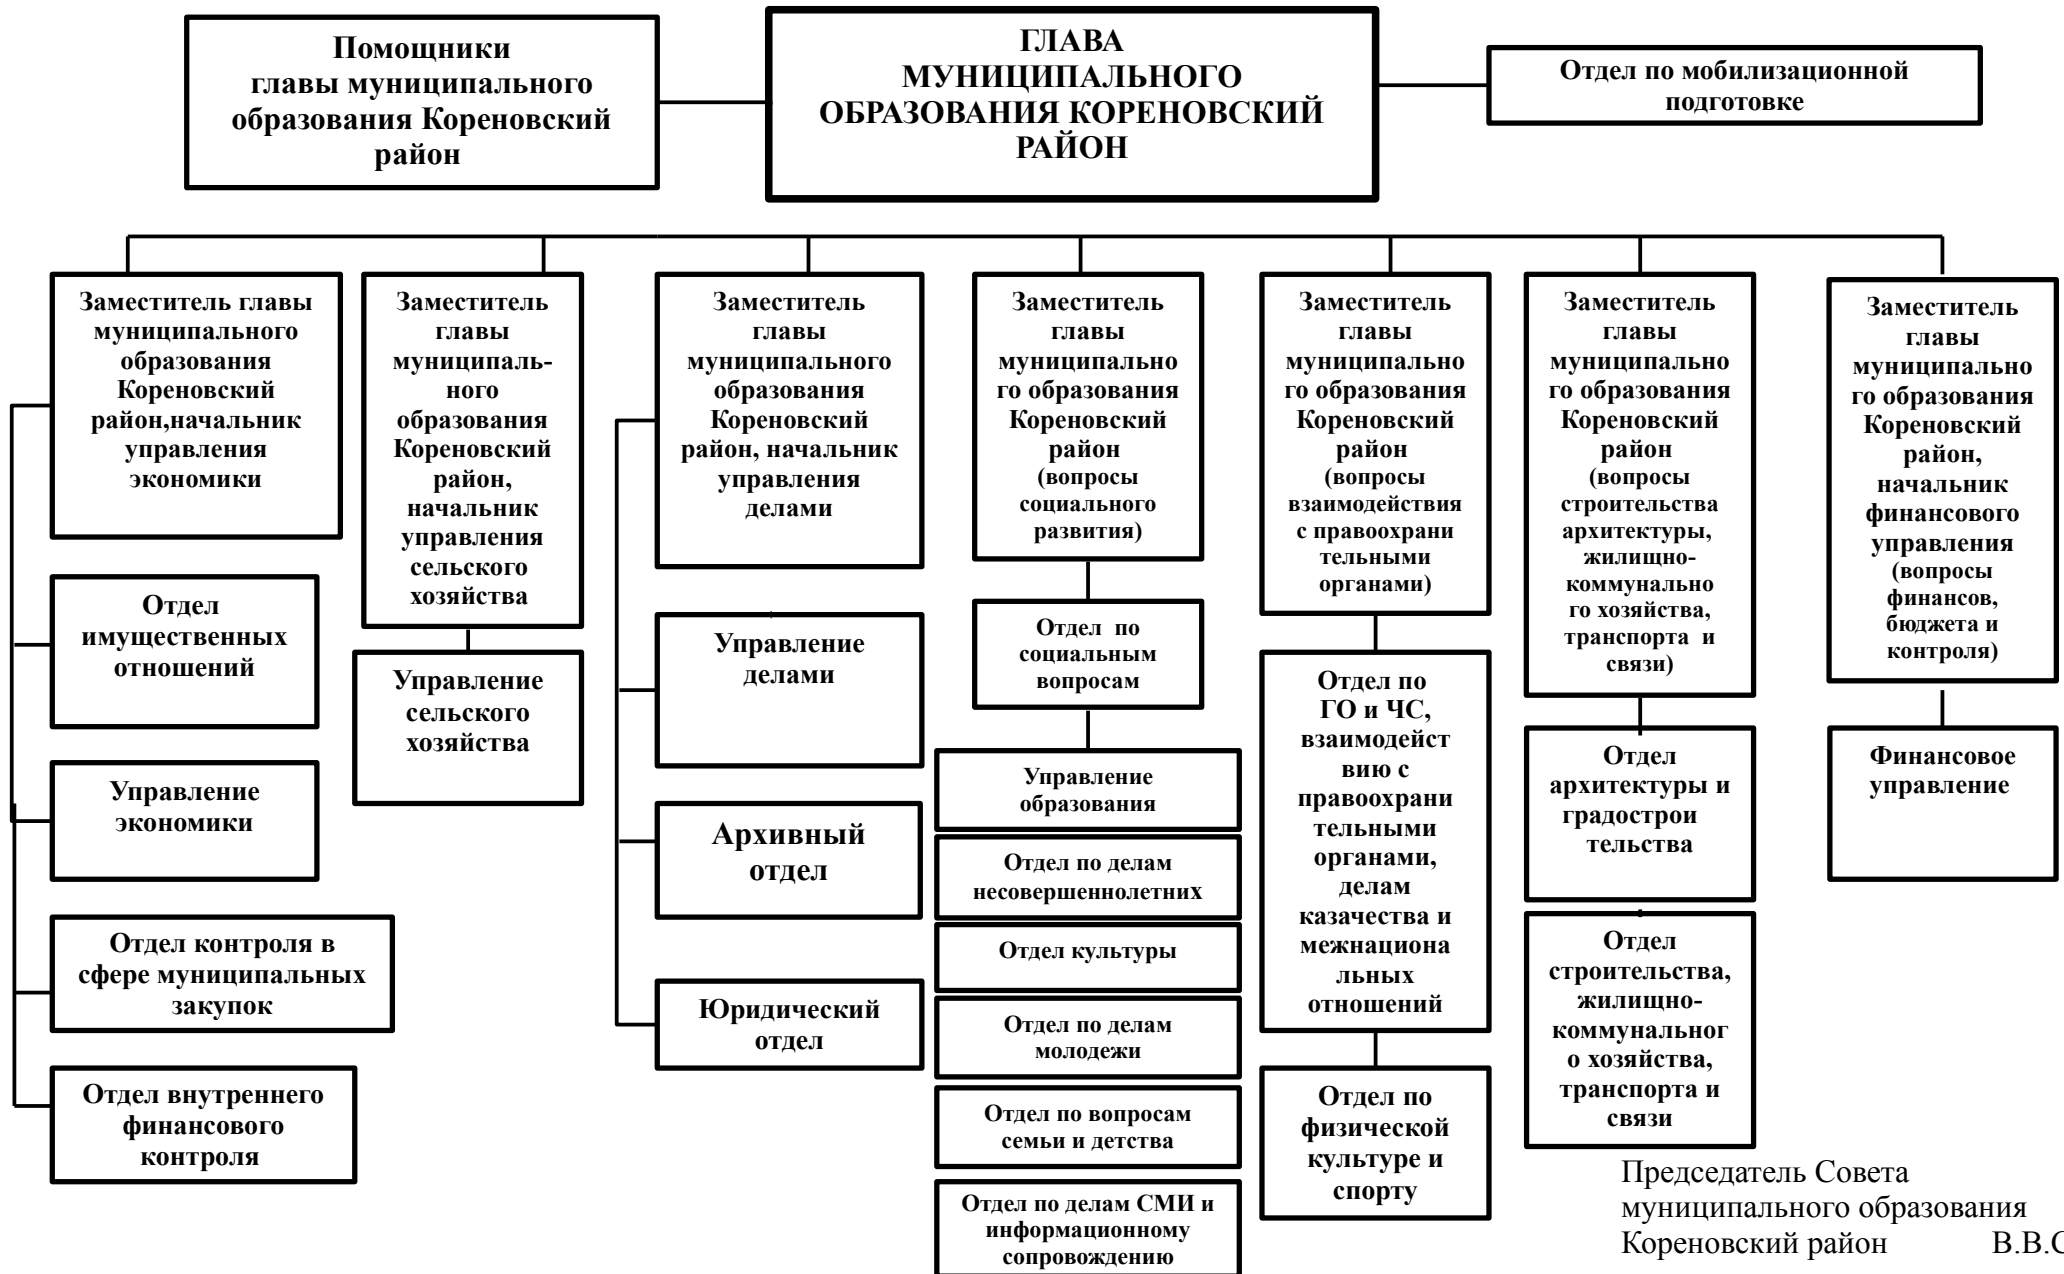 Помощники
главы муниципального
образования Кореновский
район
ГЛАВА
МУНИЦИПАЛЬНОГО
ОБРАЗОВАНИЯ КОРЕНОВСКИЙ
РАЙОН
Отдел по мобилизационной
подготовке
Заместитель главы
муниципального
образования
Кореновский
район,начальник
управления
экономики
Отдел
имущественных
отношений
Управление
экономики
Отдел контроля в
сфере муниципальных
закупок
Отдел внутреннего
финансового
контроля
Заместитель
главы
муниципаль-
ного
образования
Кореновский
район,
начальник
управления
сельского
хозяйства
Управление
сельского
хозяйства
Заместитель
главы
муниципального
образования
Кореновский
район, начальник
управления
делами
Управление
делами
Архивный
отдел
Юридический
отдел
Заместитель
главы
муниципально
го образования
Кореновский
район
(вопросы
социального
развития)
Отдел по
социальным
вопросам
Управление
образования
Отдел по делам
несовершеннолетних
Отдел культуры
Отдел по делам
молодежи
Отдел по вопросам
семьи и детства
Отдел по делам СМИ и
информационному
сопровождению
Заместитель
главы
муниципально
го образования
Кореновский
район
(вопросы
взаимодействия
с правоохрани
тельными
органами)
Отдел по
ГО и ЧС,
взаимодейст
вию с
правоохрани
тельными
органами,
делам
казачества и
межнациона
льных
отношений
Отдел по
физической
культуре и
спорту
Заместитель
главы
муниципально
го образования
Кореновский
район
(вопросы
строительства
архитектуры,
жилищно-
коммунально
го хозяйства,
транспорта и
связи)
Отдел
архитектуры и
градострои
тельства
Отдел
строительства,
жилищно-
коммунальног
о хозяйства,
транспорта и
связи
Заместитель
главы
муниципально
го образования
Кореновский
район,
начальник
финансового
управления
(вопросы
финансов,
бюджета и
контроля)
Финансовое
управление
Председатель Совета
муниципального образования
Кореновский район В.В.